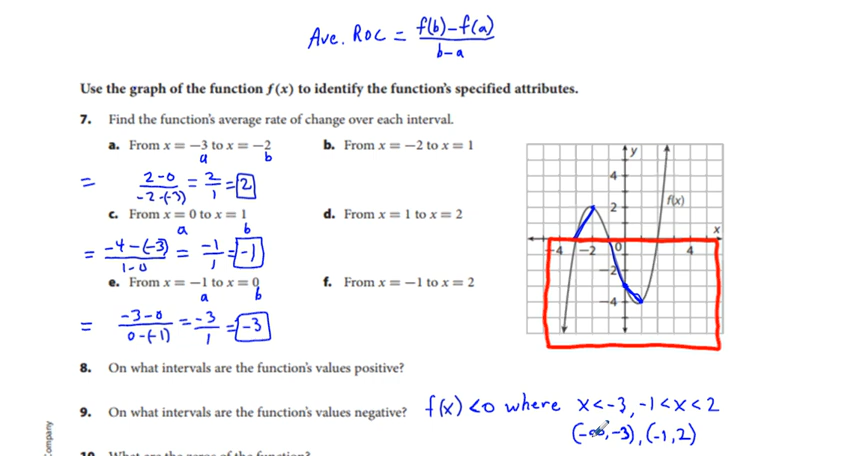 Ave. ROC = f(b)-f(a) / b-a
Use the graph of the function f(x) to identify the function's specified attributes.
7. Find the function's average rate of change over each interval.
a. From x = −3 to x = −2
a b
b. From x = −2 to x = 1
= 2-0 / -2-(-3) = 2/1 = 2
c. From x = 0 to x = 1
a b
d. From x = 1 to x = 2
= -4-(-3) / 1-0 = -1/1 = -1
e. From x = −1 to x = 0
a b
f. From x = −1 to x = 2
= -3-0 / 0-(-1) = -3/1 = -3
y
4
2
f(x)
x
-4 -2 0 4
-2
-4
8. On what intervals are the function's values positive?
9. On what intervals are the function's values negative? f(x) <0 where x<-3, -1<x<2
(-∞,-3), (-1,2)
ompany